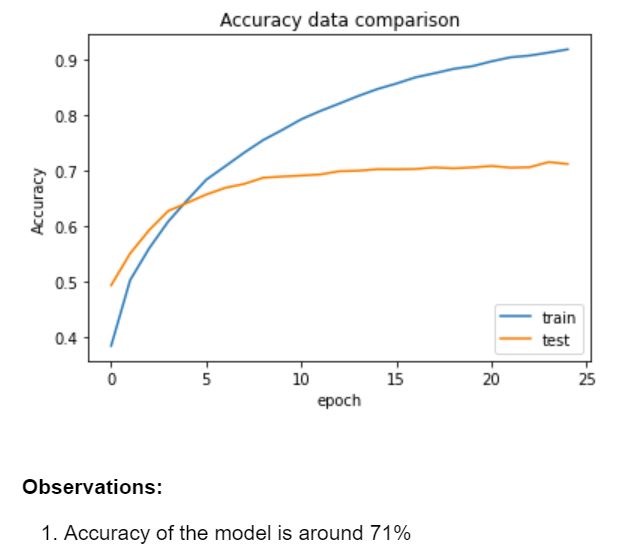 Accuracy data comparison
0.9
0.8
0.7
0.6
0.5
0.4
Accuracy
train
test
0 5 10 15 20 25
epoch
Observations:
1. Accuracy of the model is around 71%